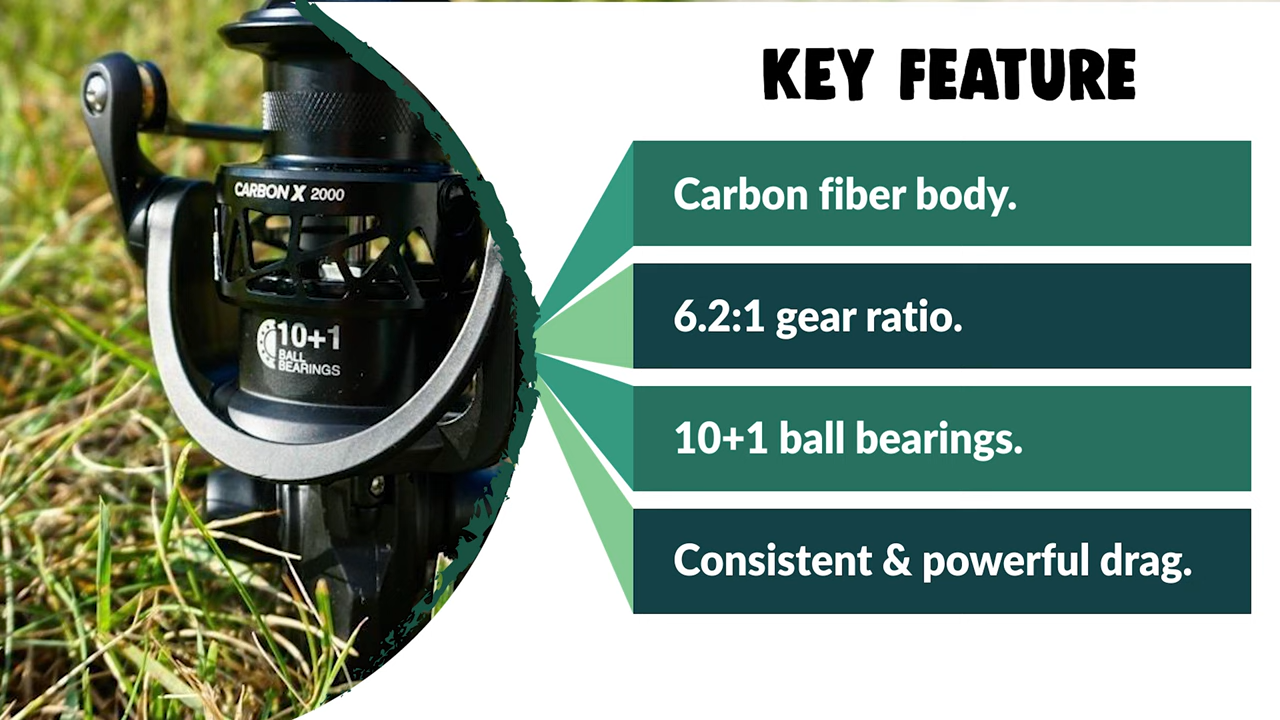 KEY FEATURE
CARBON X 2000
10+1
BALL
BEARINGS
Carbon fiber body.
6.2:1 gear ratio.
10+1 ball bearings.
Consistent & powerful drag.